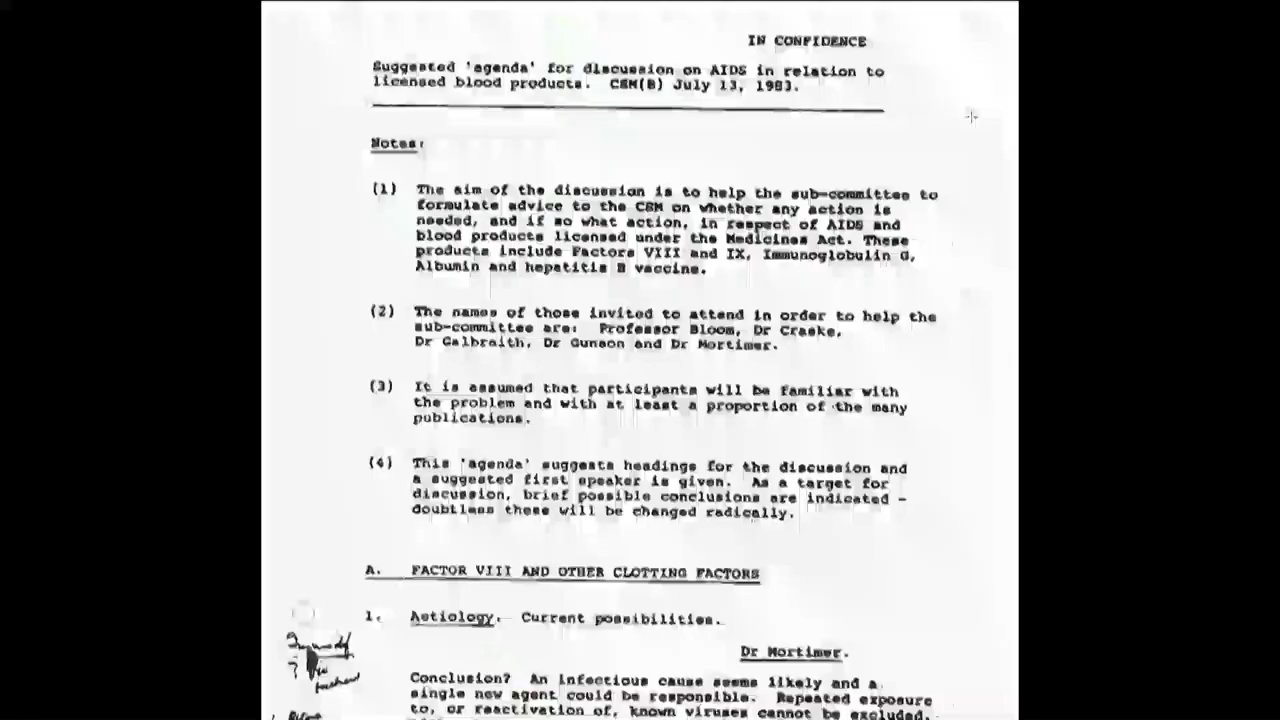 IN CONFIDENCE
Suggested 'agenda' for discussion on AIDS in relation to
licensed blood products. CSM(B) July 13, 1983.
Notes:
(1) The aim of the discussion is to help the sub-committee to
formulate advice to the CSM on whether any action is
needed, and if so what action, in respect of AIDS and
blood products licensed under the Medicines Act. These
products include Factors VIII and IX, Immunoglobulin G,
Albumin and hepatitis B vaccine.
(2) The names of those invited to attend in order to help the
sub-committee are: Professor Bloom, Dr Craske,
Dr Galbraith, Dr Gunson and Dr Mortimer.
(3) It is assumed that participants will be familiar with
the problem and with at least a proportion of the many
publications.
(4) This 'agenda' suggests headings for the discussion and
a suggested first speaker is given. As a target for
discussion, brief possible conclusions are indicated -
doubtless these will be changed radically.
A. FACTOR VIII AND OTHER CLOTTING FACTORS
1. Aetiology. Current possibilities.
Dr Mortimer.
Conclusion? An infectious cause seems likely and a
single new agent could be responsible. Repeated exposure
to, or reactivation of, known viruses cannot be excluded.